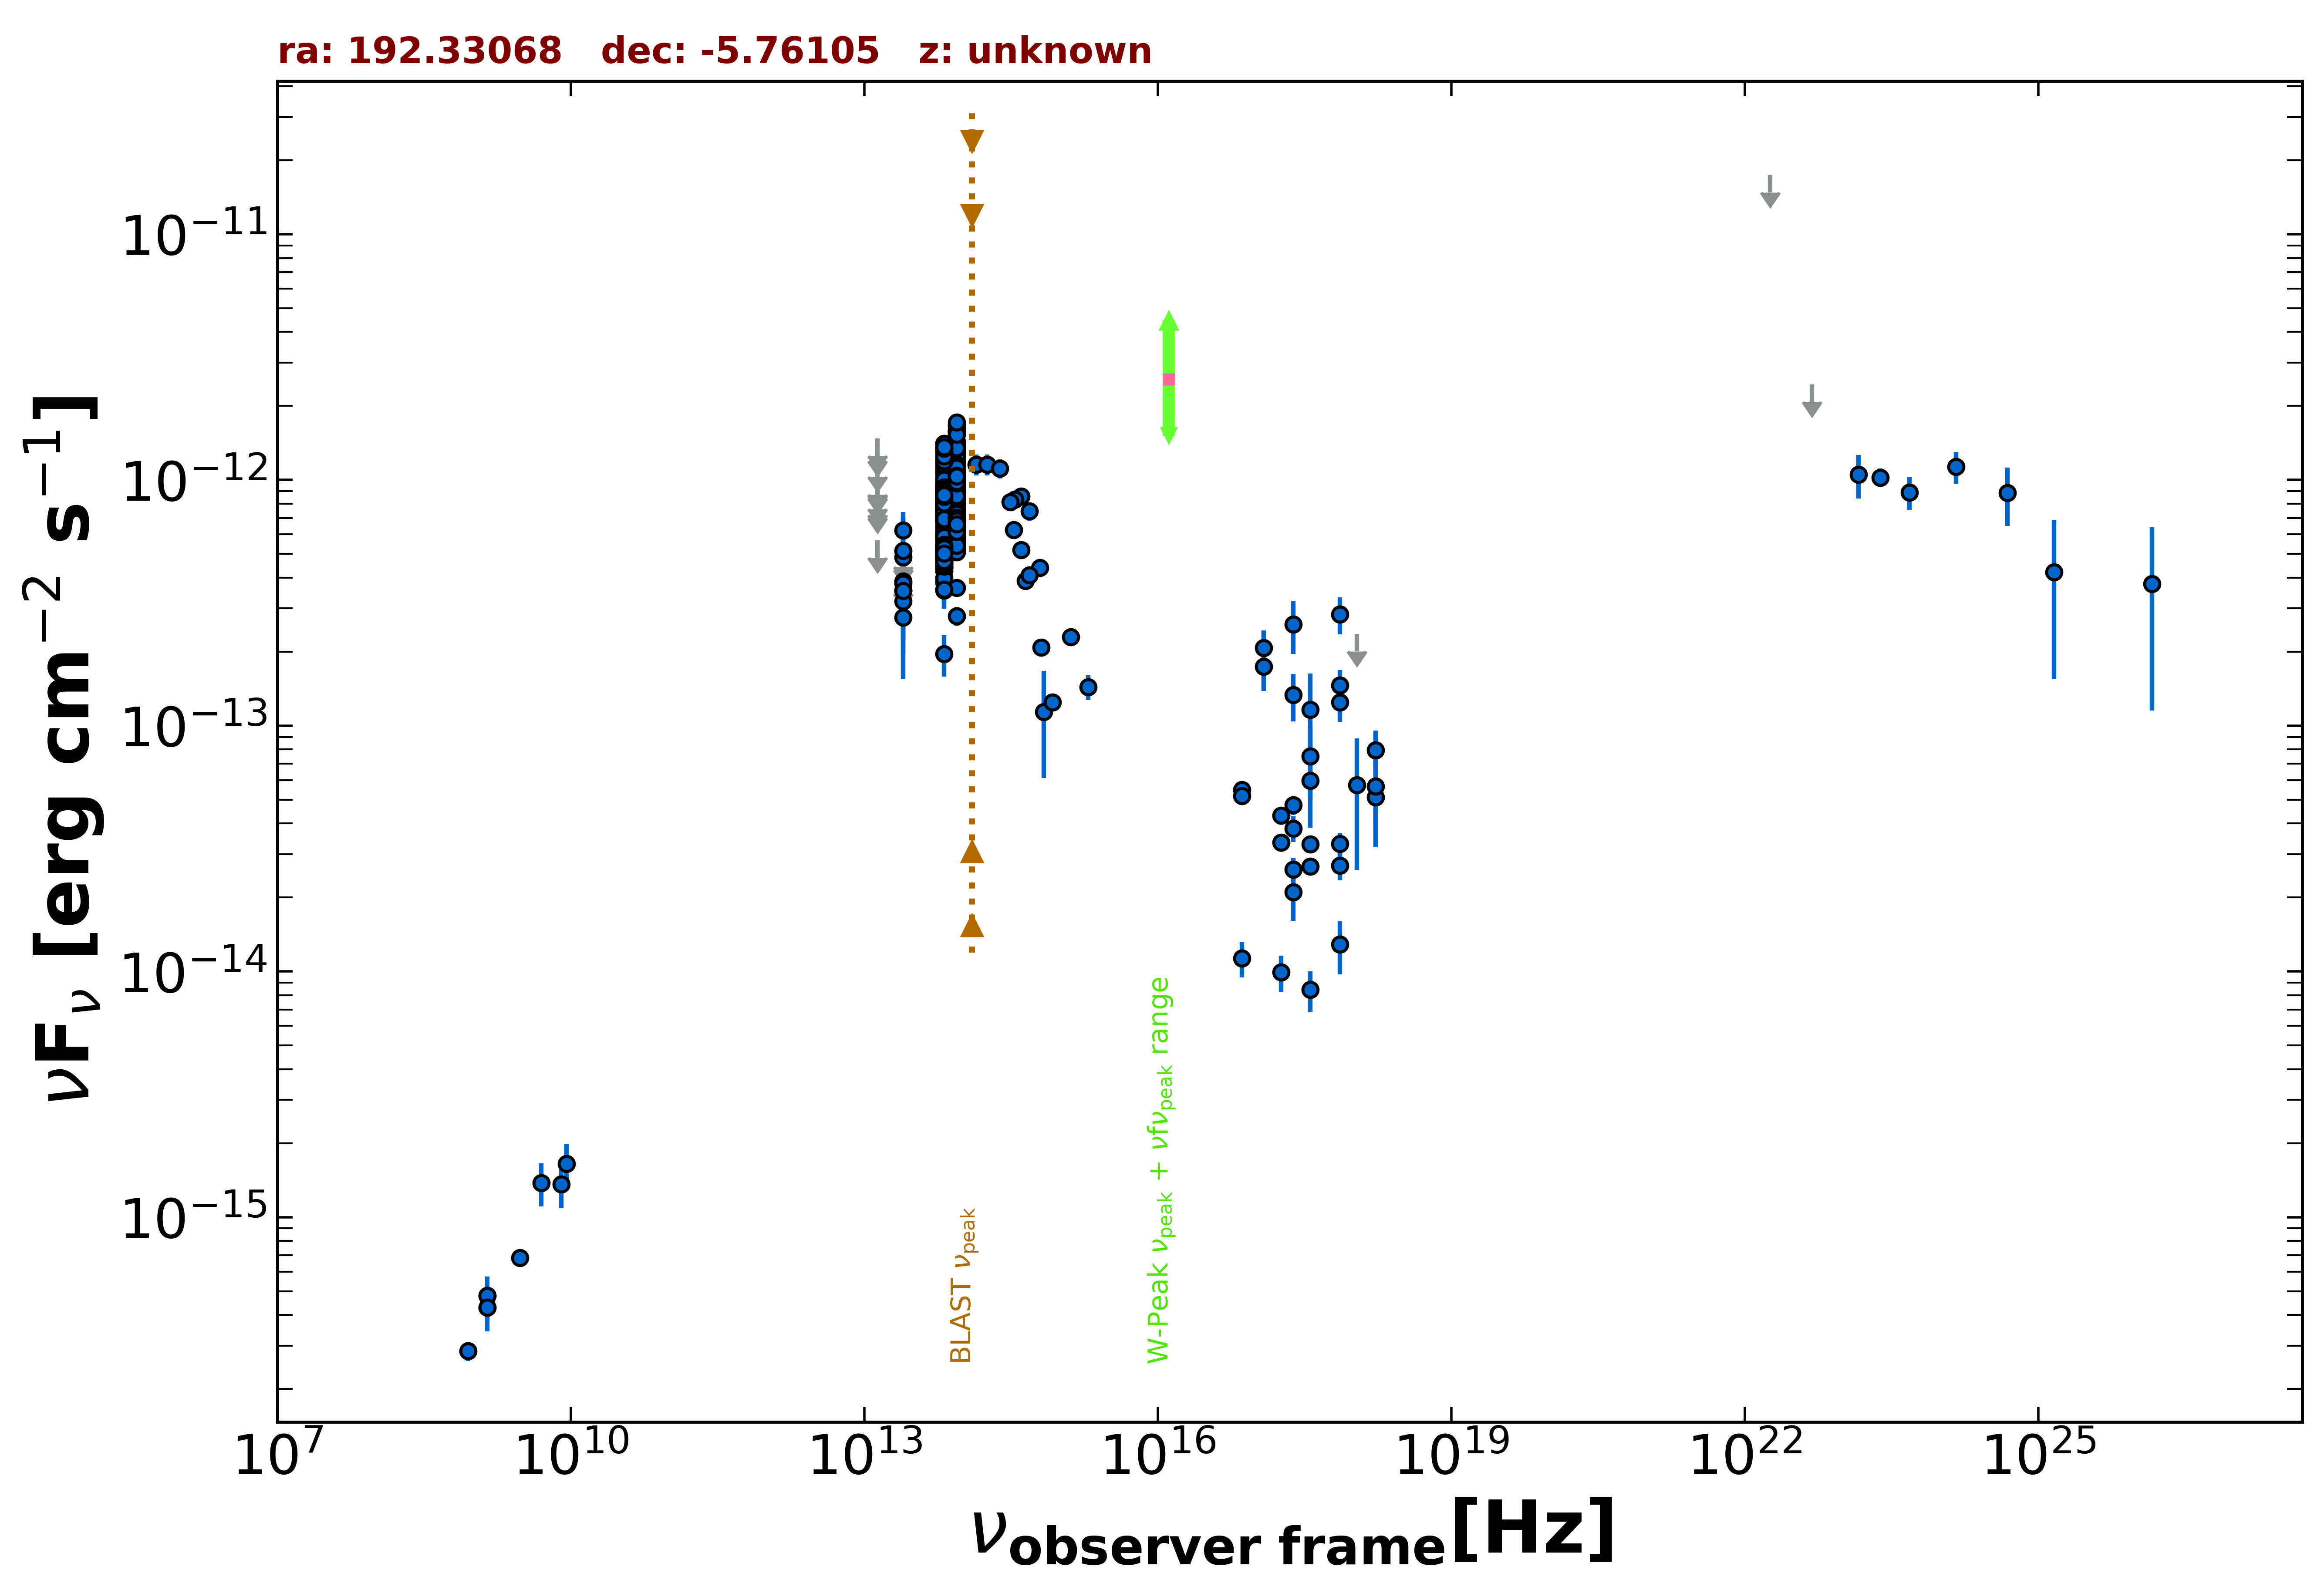 ra: 192.33068   dec: -5.76105   z: unknown
νFν [erg cm−2 s−1]
10−11
10−12
10−13
10−14
10−15
BLAST νpeak
W-Peak νpeak + νfνpeak range
107 1010 1013 1016 1019 1022 1025
νobserver frame[Hz]